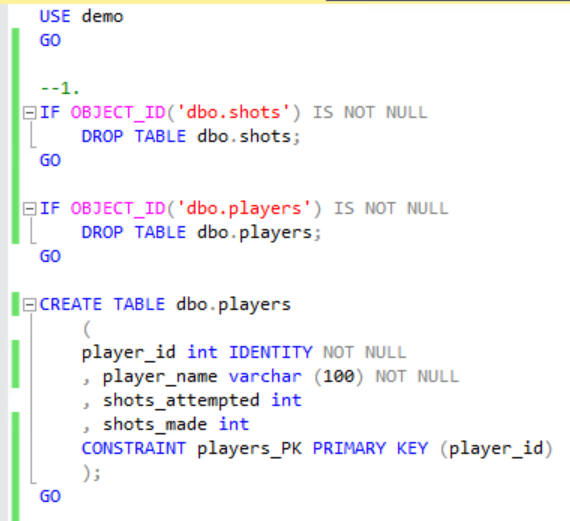 USE demo
GO
--1.
IF OBJECT_ID('dbo.shots') IS NOT NULL
DROP TABLE dbo.shots;
GO
IF OBJECT_ID('dbo.players') IS NOT NULL
DROP TABLE dbo.players;
GO
CREATE TABLE dbo.players
(
player_id int IDENTITY NOT NULL
, player_name varchar (100) NOT NULL
, shots_attempted int
, shots_made int
CONSTRAINT players_PK PRIMARY KEY (player_id)
);
GO